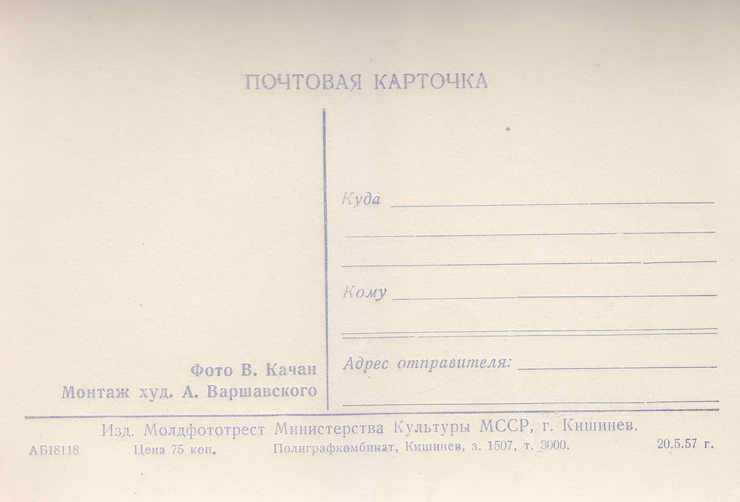 ПОЧТОВАЯ КАРТОЧКА
Куда
Кому
Адрес отправителя:
Фото В. Качан
Монтаж худ. А. Варшавского
Изд. Молдфототрест Министерства Культуры МССР, г. Кишинев.
АБ18118 Цена 75 коп. Полиграфкомбинат, Кишинев, з. 1507, т. 3000. 20.5.57 г.